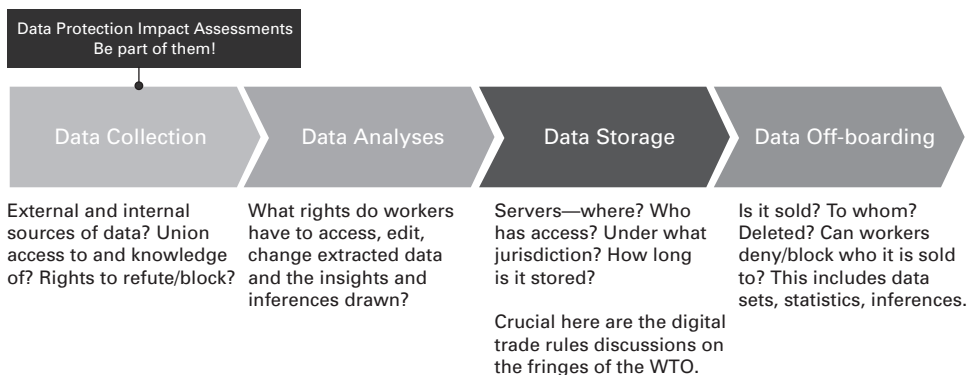 Data Protection Impact Assessments
Be part of them!
Data Collection
Data Analyses
Data Storage
Data Off-boarding
External and internal
sources of data? Union
access to and knowledge
of? Rights to refute/block?
What rights do workers
have to access, edit,
change extracted data
and the insights and
inferences drawn?
Servers—where? Who
has access? Under what
jurisdiction? How long
is it stored?
Crucial here are the digital
trade rules discussions on
the fringes of the WTO.
Is it sold? To whom?
Deleted? Can workers
deny/block who it is sold
to? This includes data
sets, statistics, inferences.